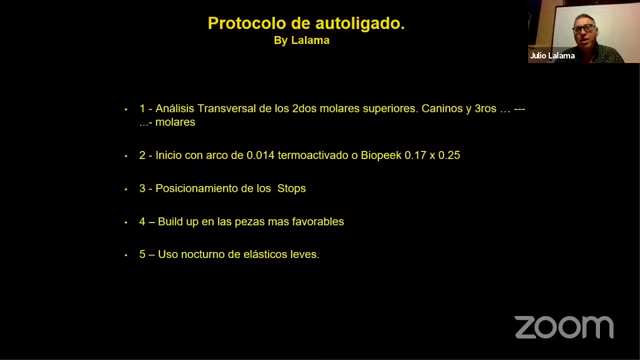 Protocolo de autoligado.
By Lalama
Julio Lalama
• 1 - Análisis Transversal de los 2dos molares superiores. Caninos y 3ros … ---
...- molares
• 2 - Inicio con arco de 0.014 termoactivado o Biopeek 0.17 x 0.25
• 3 - Posicionamiento de los Stops
• 4 – Build up en las pezas mas favorables
• 5 – Uso nocturno de elásticos leves.
zoom